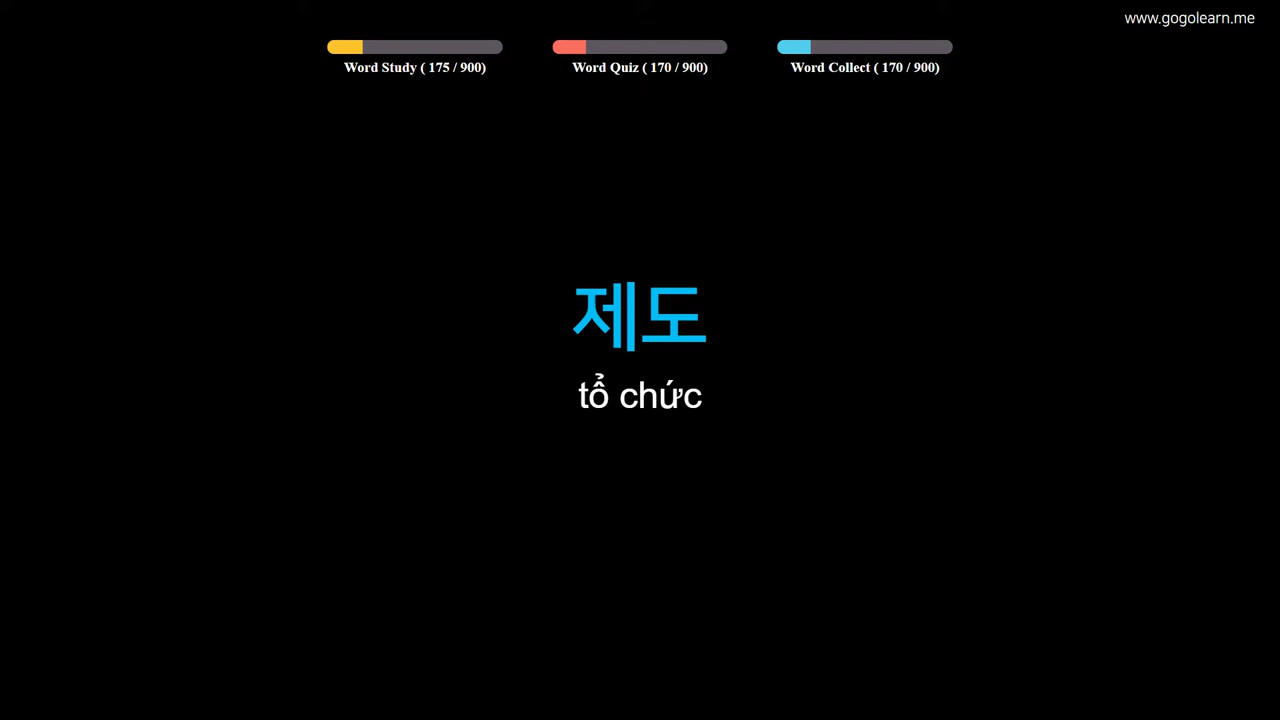 www.gogolearn.me
Word Study ( 175 / 900)
Word Quiz ( 170 / 900)
Word Collect ( 170 / 900)
제도
tổ chức